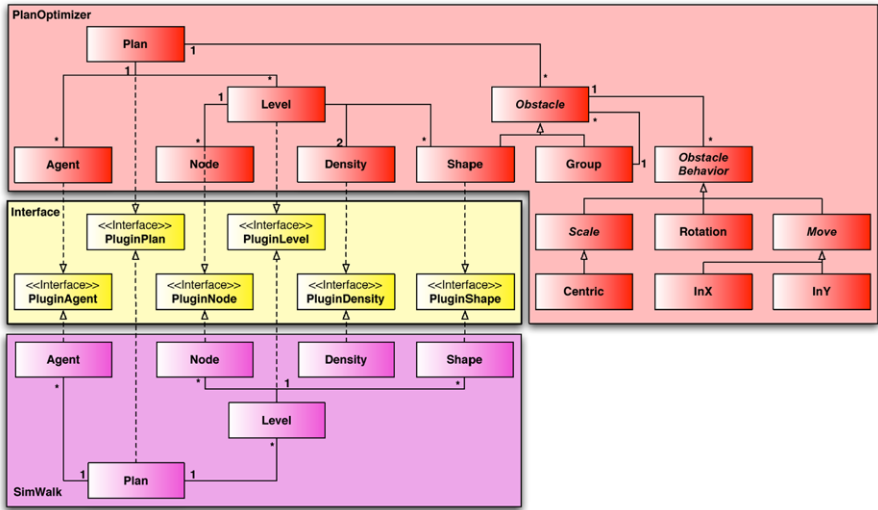 PlanOptimizer
Plan
1
1
*
*
Level
1
Obstacle
*
1
*
*
2
*
*
Agent
Node
Density
Shape
Group
1
Obstacle
Behavior
Interface
<<Interface>>
PluginPlan
<<Interface>>
PluginLevel
Scale
Rotation
Move
<<Interface>>
PluginAgent
<<Interface>>
PluginNode
<<Interface>>
PluginDensity
<<Interface>>
PluginShape
Centric
InX
InY
Agent
Node
Density
Shape
*
*
1
*
Level
*
1
Plan
1
SimWalk